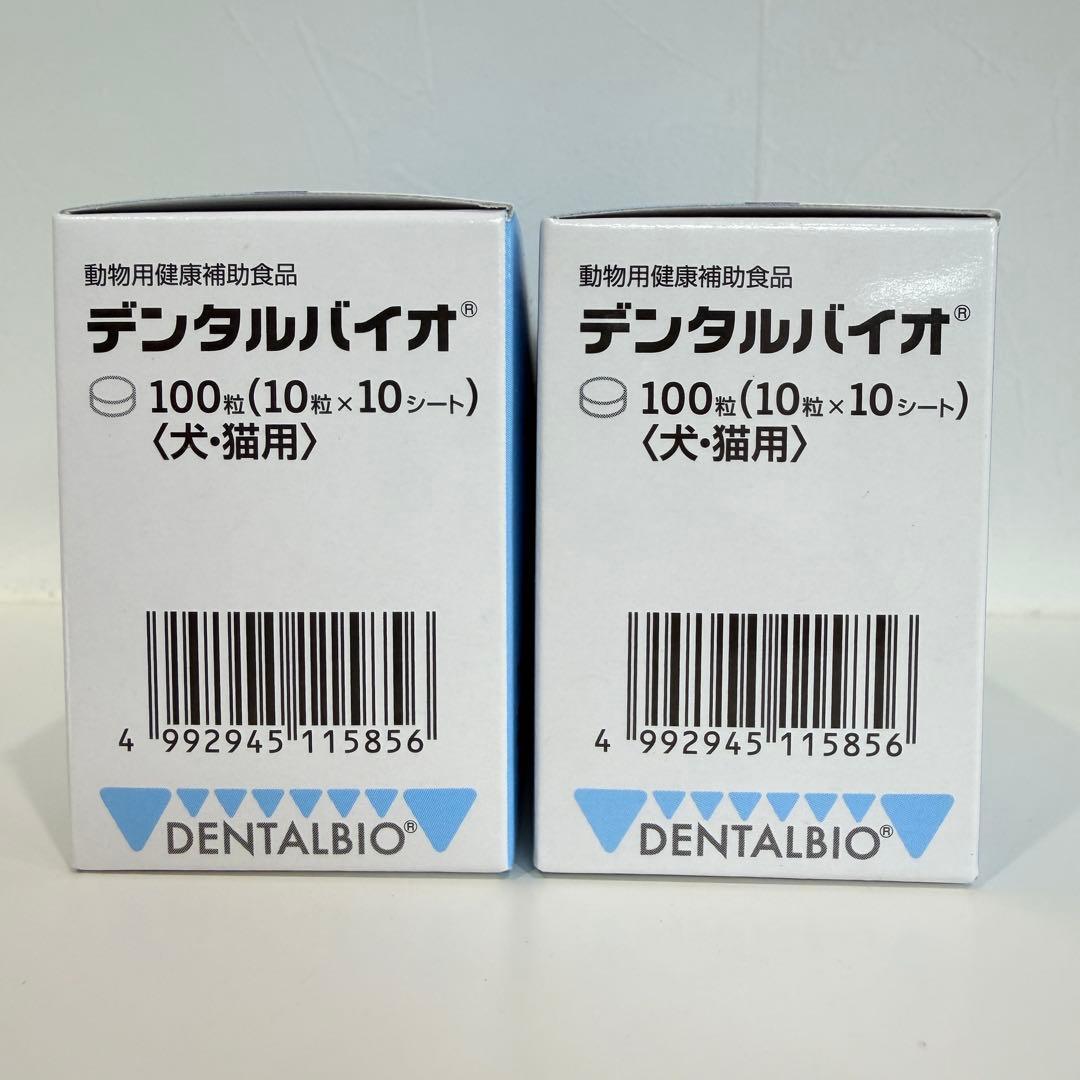 動物用健康補助食品
デンタルバイオ®
100粒(10粒×10シート)
〈犬・猫用〉
4 992945 115856
DENTALBIO®
動物用健康補助食品
デンタルバイオ®
100粒(10粒×10シート)
〈犬・猫用〉
4 992945 115856
DENTALBIO®